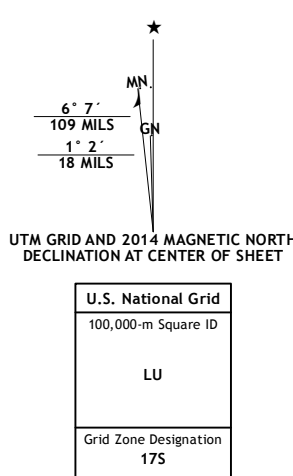 MN
6° 7´
109 MILS
GN
1° 2´
18 MILS
UTM GRID AND 2014 MAGNETIC NORTH
DECLINATION AT CENTER OF SHEET
U.S. National Grid
100,000-m Square ID
LU
Grid Zone Designation
17S